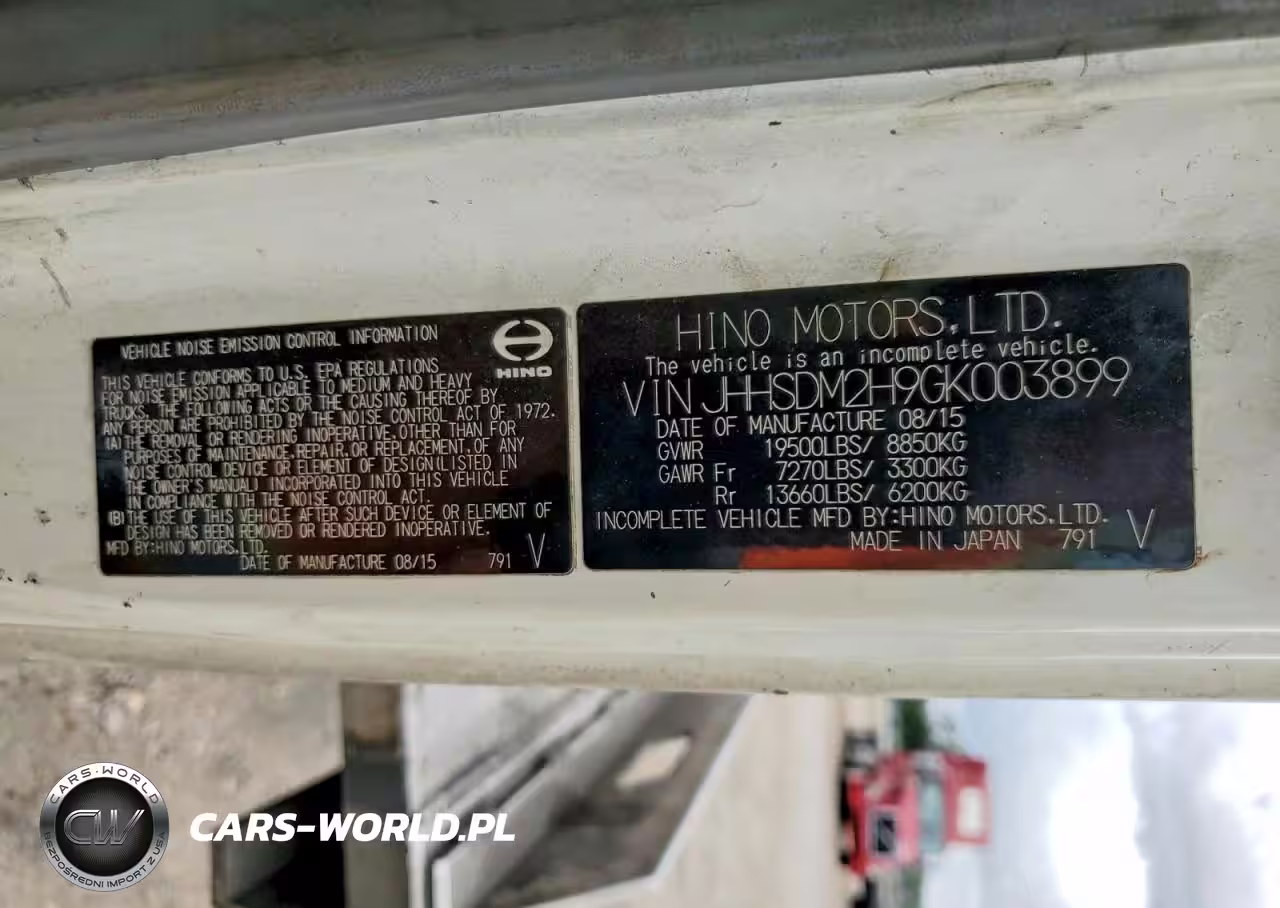 VEHICLE NOISE EMISSION CONTROL INFORMATION
HINO
THIS VEHICLE CONFORMS TO U.S. EPA REGULATIONS
FOR NOISE EMISSION APPLICABLE TO MEDIUM AND HEAVY
TRUCKS. THE FOLLOWING ACTS OR THE CAUSING THEREOF BY
ANY PERSON ARE PROHIBITED BY THE NOISE CONTROL ACT OF 1972.
(A) THE REMOVAL OR RENDERING INOPERATIVE, OTHER THAN FOR
PURPOSES OF MAINTENANCE, REPAIR, OR REPLACEMENT, OF ANY
NOISE CONTROL DEVICE OR ELEMENT OF DESIGN (LISTED IN
THE OWNER'S MANUAL) INCORPORATED INTO THIS VEHICLE
IN COMPLIANCE WITH THE NOISE CONTROL ACT.
(B) THE USE OF THIS VEHICLE AFTER SUCH DEVICE OR ELEMENT OF
DESIGN HAS BEEN REMOVED OR RENDERED INOPERATIVE.
MFD BY:HINO MOTORS,LTD.
DATE OF MANUFACTURE 08/15 791 V
HINO MOTORS,LTD.
The vehicle is an incomplete vehicle.
VIN JHHSDM2H9GK003899
DATE OF MANUFACTURE 08/15
GVWR 19500LBS/ 8850KG
GAWR Fr 7270LBS/ 3300KG
Rr 13660LBS/ 6200KG
INCOMPLETE VEHICLE MFD BY:HINO MOTORS,LTD.
MADE IN JAPAN 791 V
CARS-WORLD
CW
BEZPOŚREDNI IMPORT Z USA
CARS-WORLD.PL